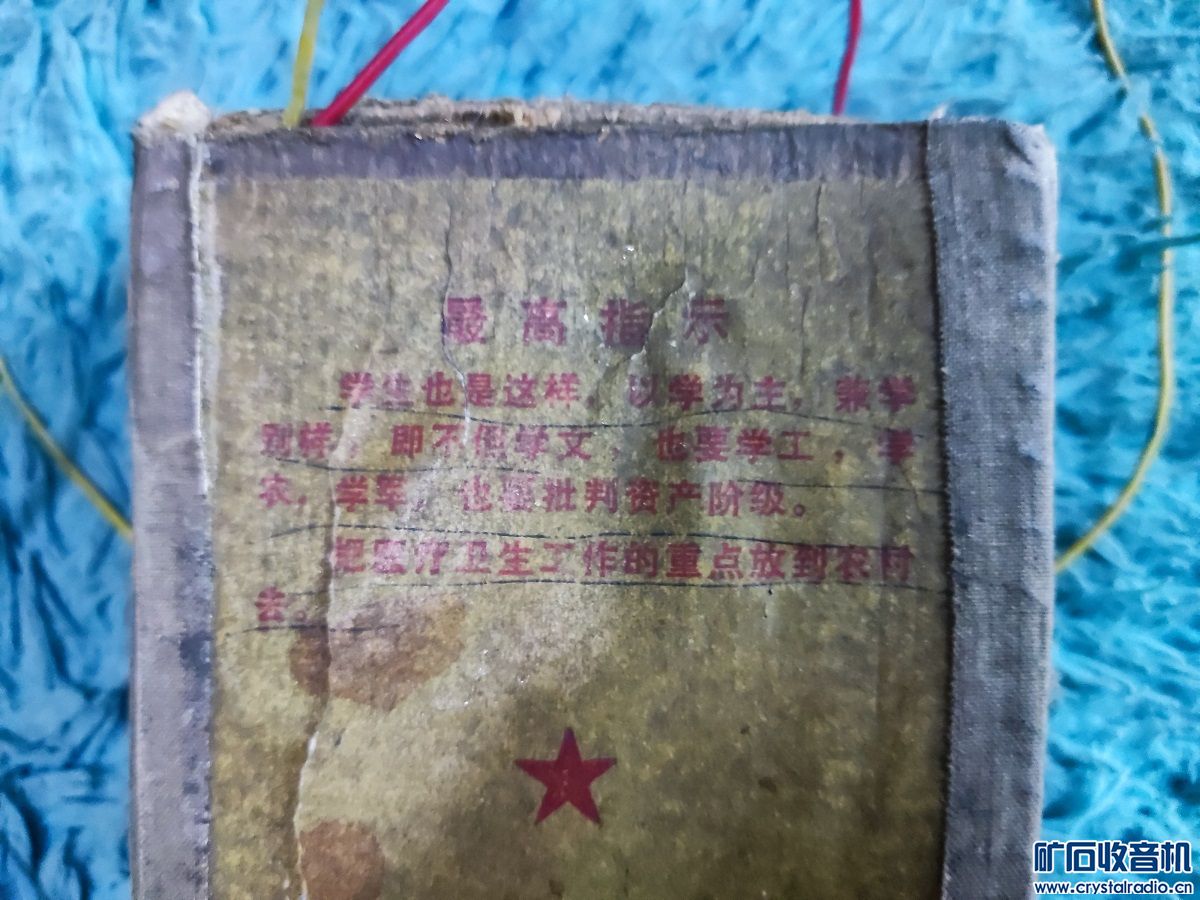 最高指示
学生也是这样，以学为主，兼学
别样，即不但学文，也要学工，学
农，学军，也要批判资产阶级。
把医疗卫生工作的重点放到农村
去。
矿石收音机
www.crystalradio.cn